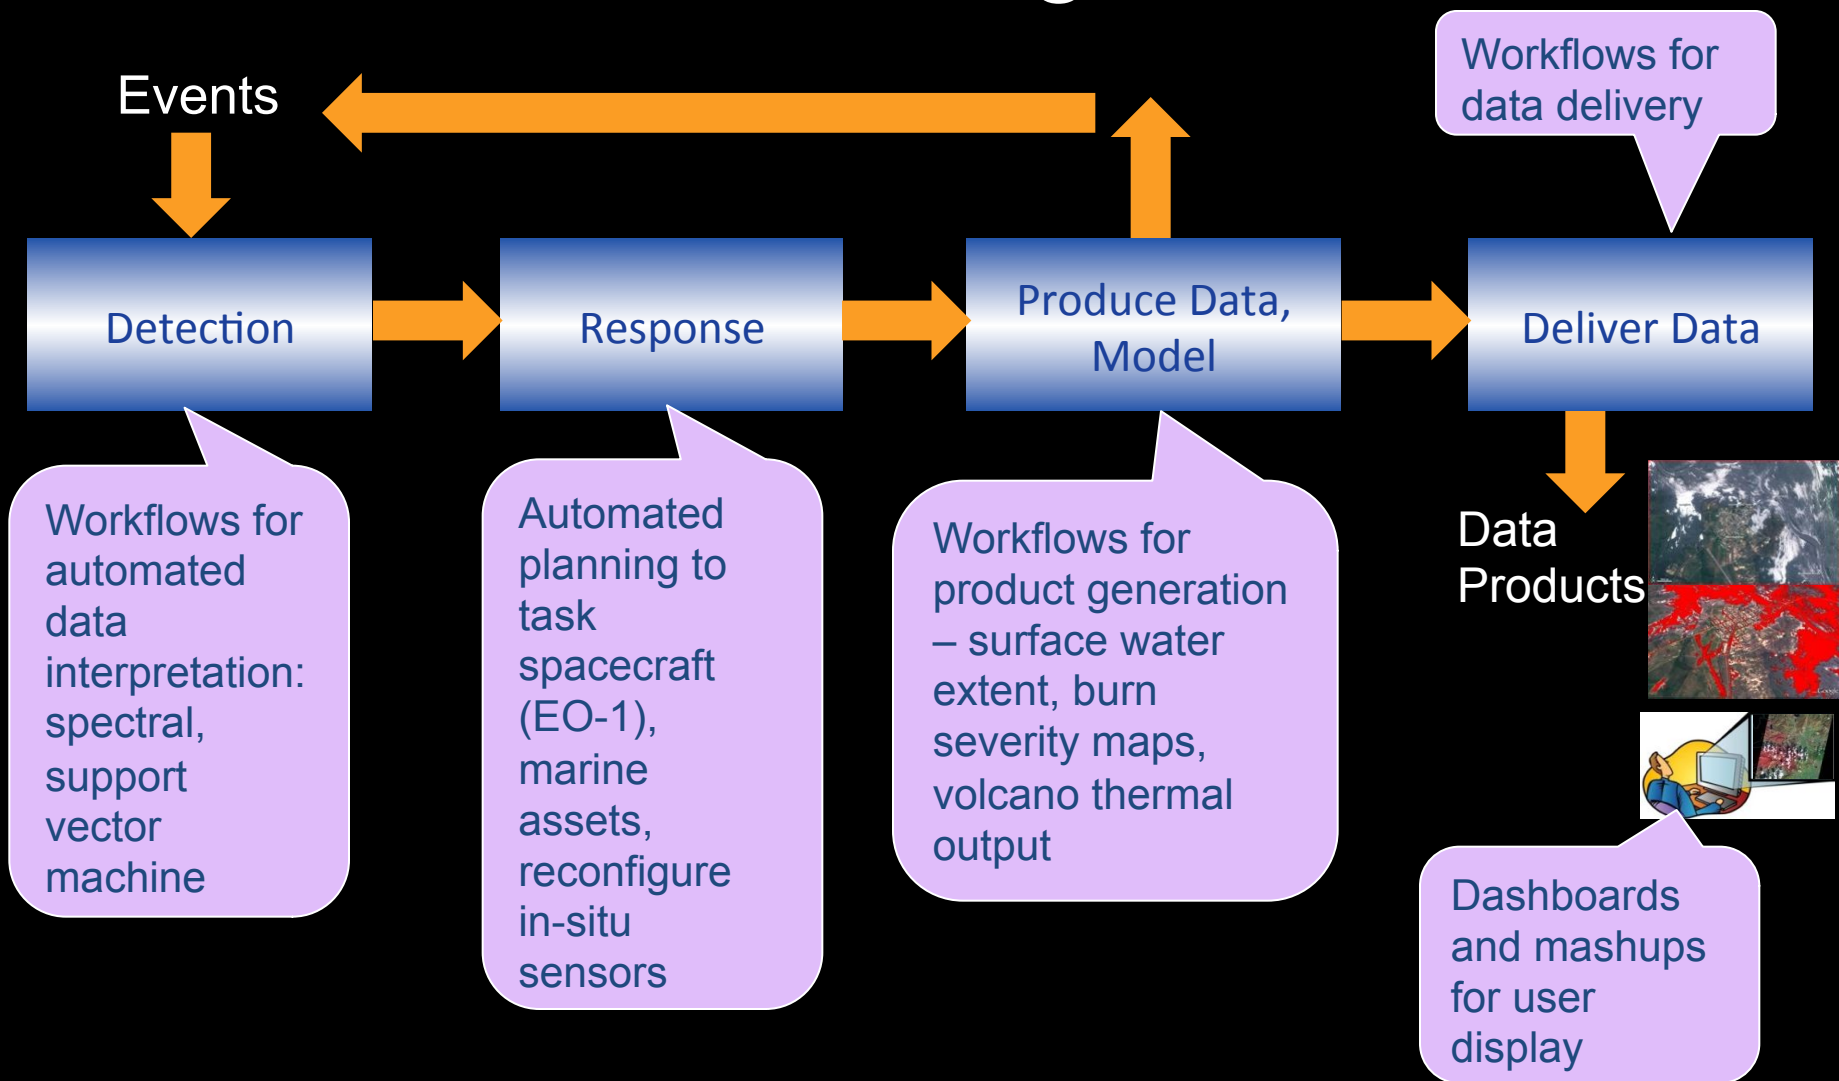 Events
Workflows for
data delivery
Detection
Response
Produce Data,
Model
Deliver Data
Workflows for
automated
data
interpretation:
spectral,
support
vector
machine
Automated
planning to
task
spacecraft
(EO-1),
marine
assets,
reconfigure
in-situ
sensors
Workflows for
product generation
– surface water
extent, burn
severity maps,
volcano thermal
output
Data
Products
Dashboards
and mashups
for user
display